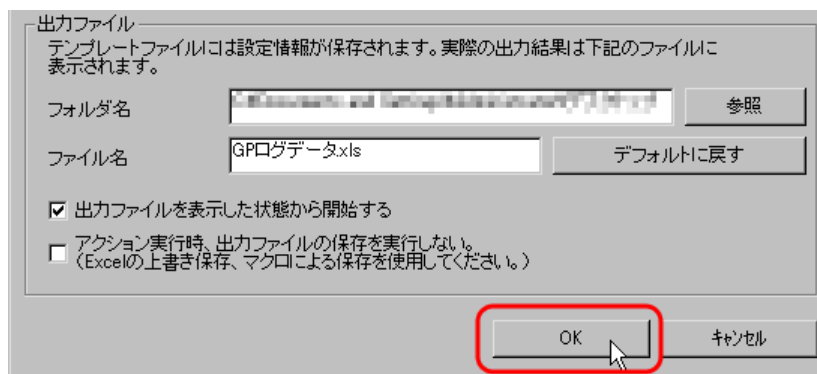 出力ファイル
テンプレートファイルには設定情報が保存されます。実際の出力結果は下記のファイルに
表示されます。
フォルダ名
参照
ファイル名 GPログデータ.xls デフォルトに戻す
出力ファイルを表示した状態から開始する
アクション実行時、出力ファイルの保存を実行しない。
（Excelの上書き保存、マクロによる保存を使用してください。）
OK キャンセル